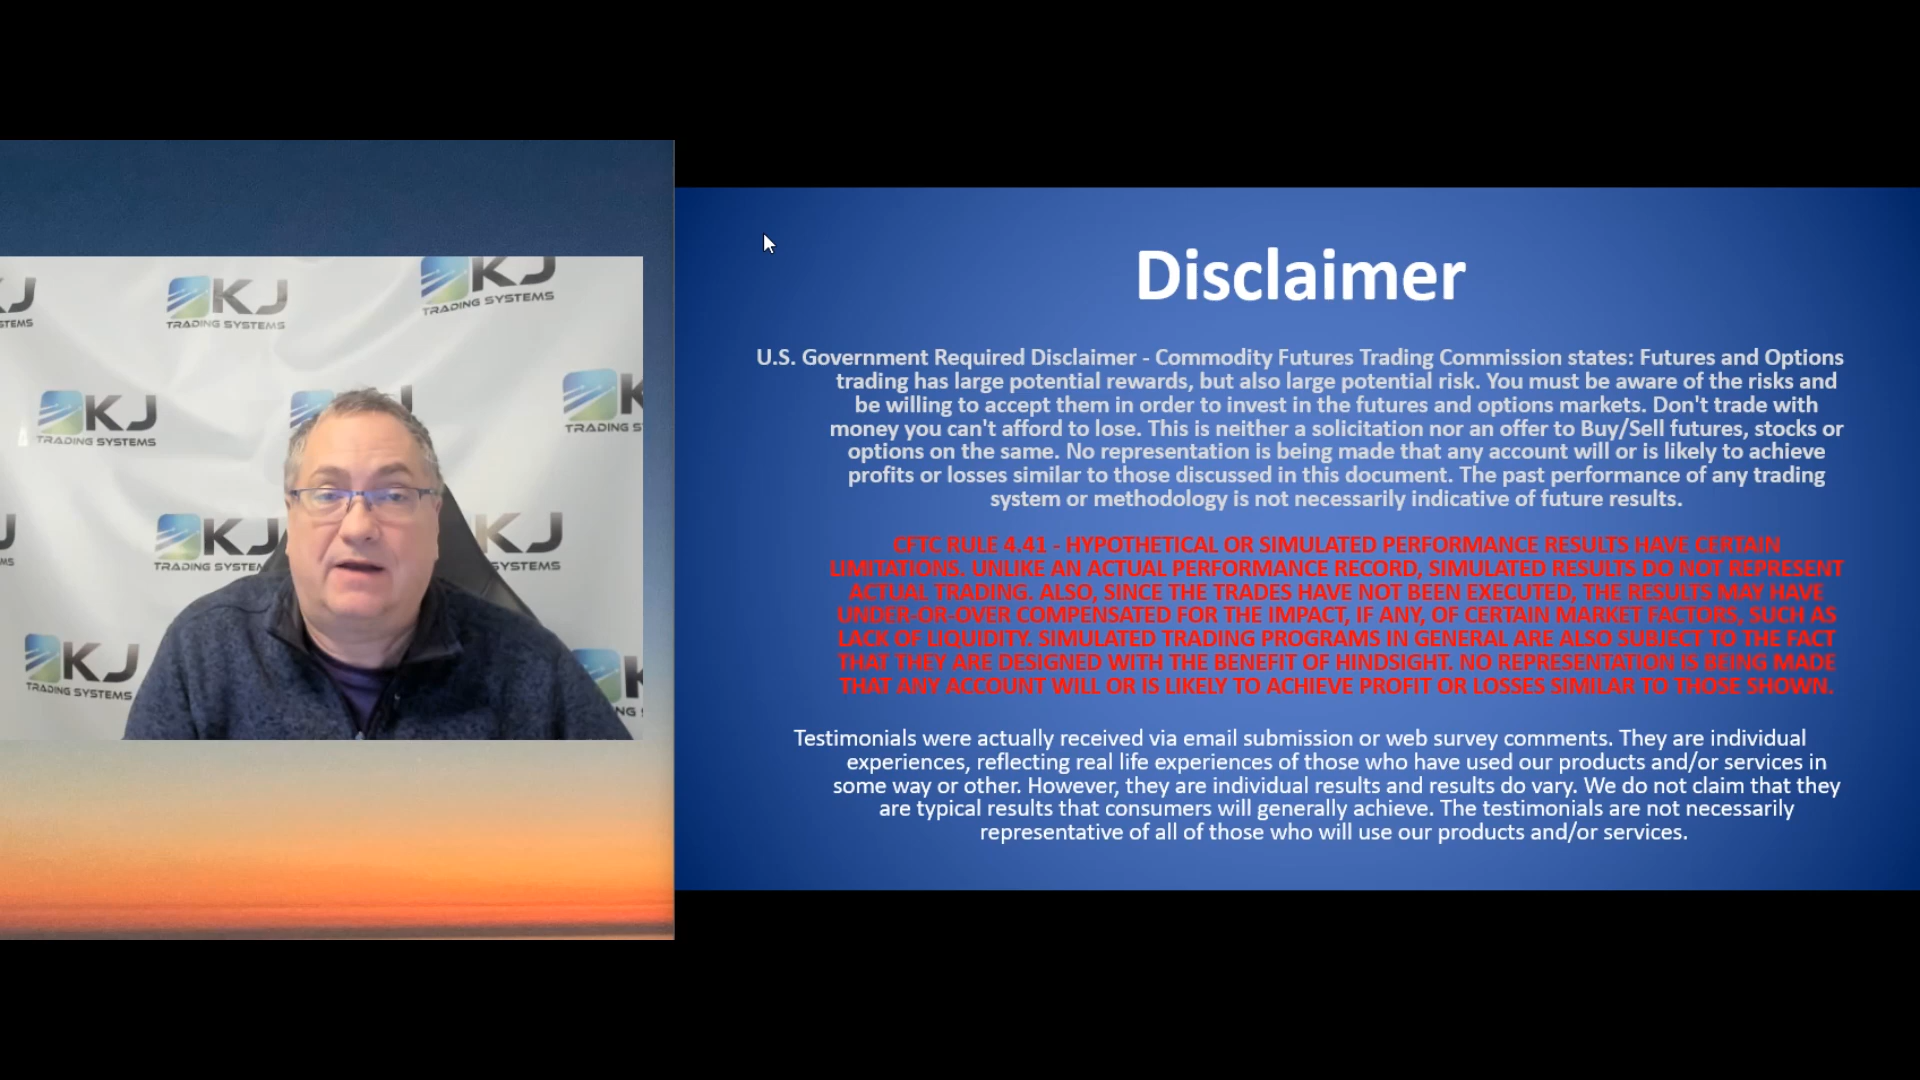 KJ
TRADING SYSTEMS
KJ
TRADING SYSTEMS
KJ
TRADING SYSTEMS
KJ
TRADING SYSTEMS
Disclaimer
U.S. Government Required Disclaimer - Commodity Futures Trading Commission states: Futures and Options
trading has large potential rewards, but also large potential risk. You must be aware of the risks and
be willing to accept them in order to invest in the futures and options markets. Don't trade with
money you can't afford to lose. This is neither a solicitation nor an offer to Buy/Sell futures, stocks or
options on the same. No representation is being made that any account will or is likely to achieve
profits or losses similar to those discussed in this document. The past performance of any trading
system or methodology is not necessarily indicative of future results.
CFTC RULE 4.41 - HYPOTHETICAL OR SIMULATED PERFORMANCE RESULTS HAVE CERTAIN
LIMITATIONS. UNLIKE AN ACTUAL PERFORMANCE RECORD, SIMULATED RESULTS DO NOT REPRESENT
ACTUAL TRADING. ALSO, SINCE THE TRADES HAVE NOT BEEN EXECUTED, THE RESULTS MAY HAVE
UNDER-OR-OVER COMPENSATED FOR THE IMPACT, IF ANY, OF CERTAIN MARKET FACTORS, SUCH AS
LACK OF LIQUIDITY. SIMULATED TRADING PROGRAMS IN GENERAL ARE ALSO SUBJECT TO THE FACT
THAT THEY ARE DESIGNED WITH THE BENEFIT OF HINDSIGHT. NO REPRESENTATION IS BEING MADE
THAT ANY ACCOUNT WILL OR IS LIKELY TO ACHIEVE PROFIT OR LOSSES SIMILAR TO THOSE SHOWN.
Testimonials were actually received via email submission or web survey comments. They are individual
experiences, reflecting real life experiences of those who have used our products and/or services in
some way or other. However, they are individual results and results do vary. We do not claim that they
are typical results that consumers will generally achieve. The testimonials are not necessarily
representative of all of those who will use our products and/or services.